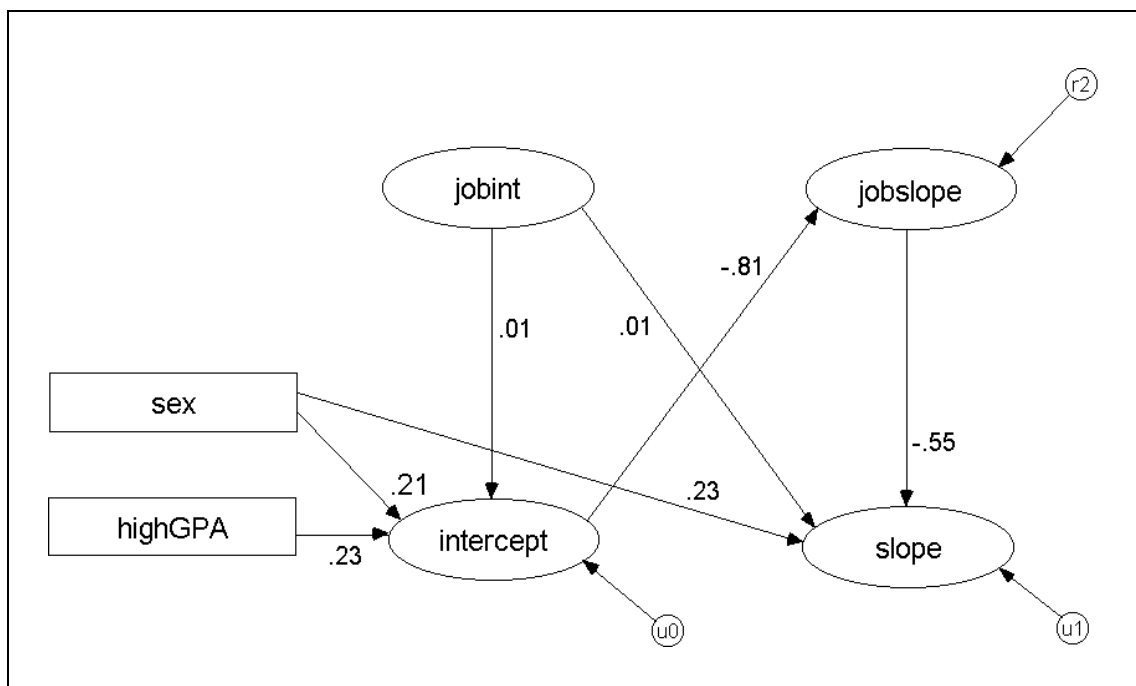 r2
jobint
jobslope
-.81
.01
.01
sex
-.55
.21
.23
highGPA
.23
intercept
slope
u0
u1